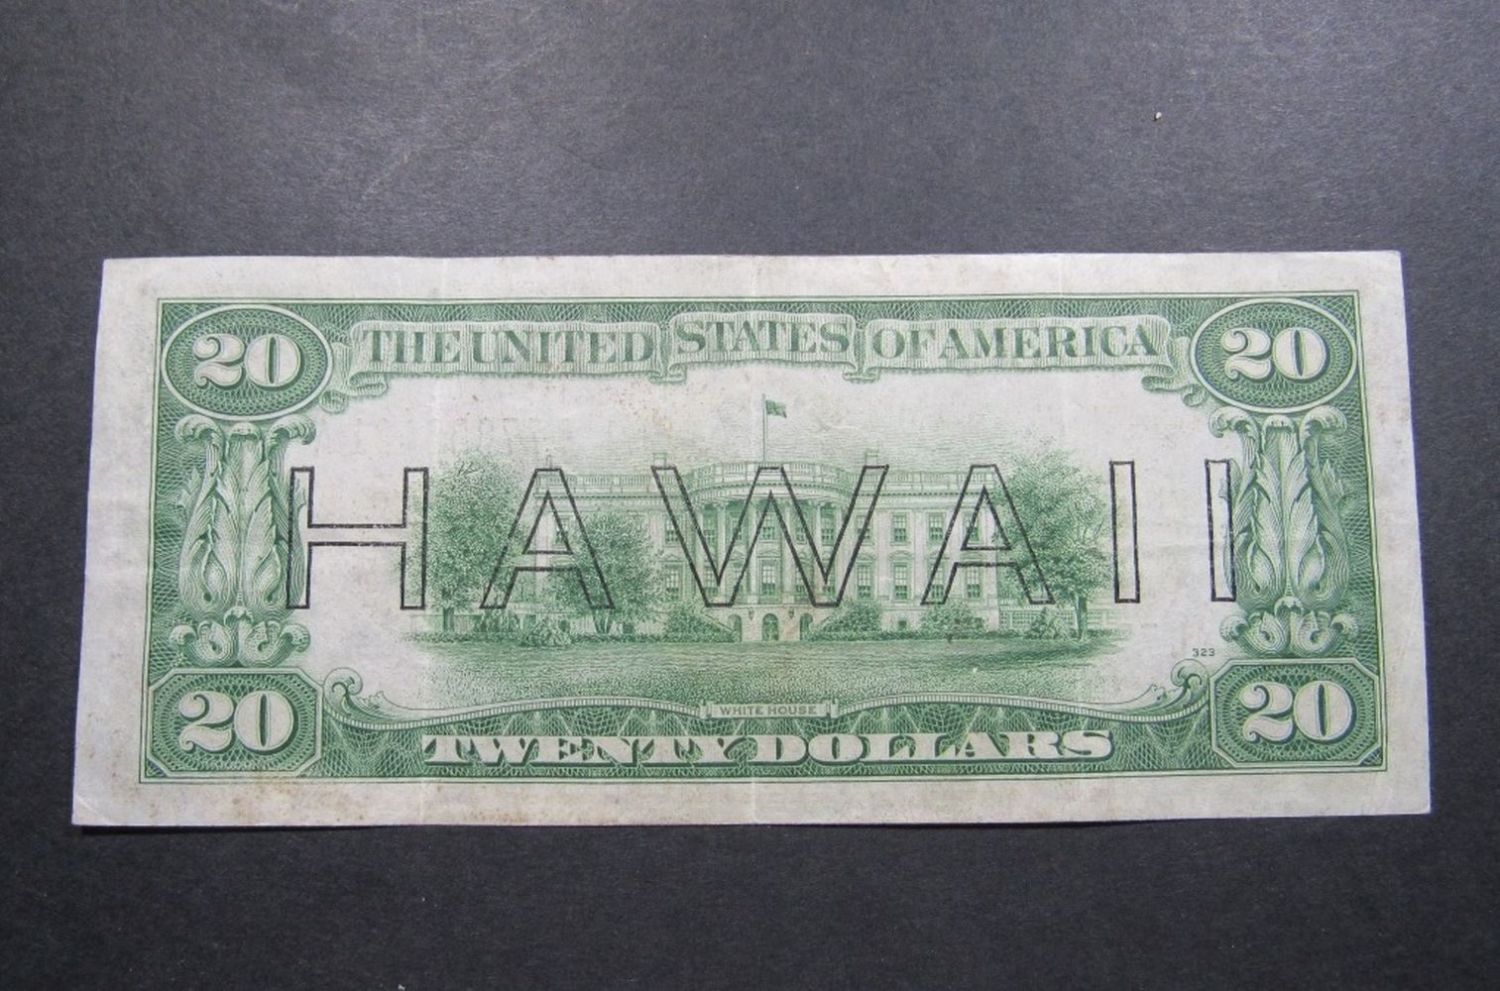 20 THE UNITED STATES OF AMERICA 20
HAWAII
323
WHITE HOUSE
20 TWENTY DOLLARS 20